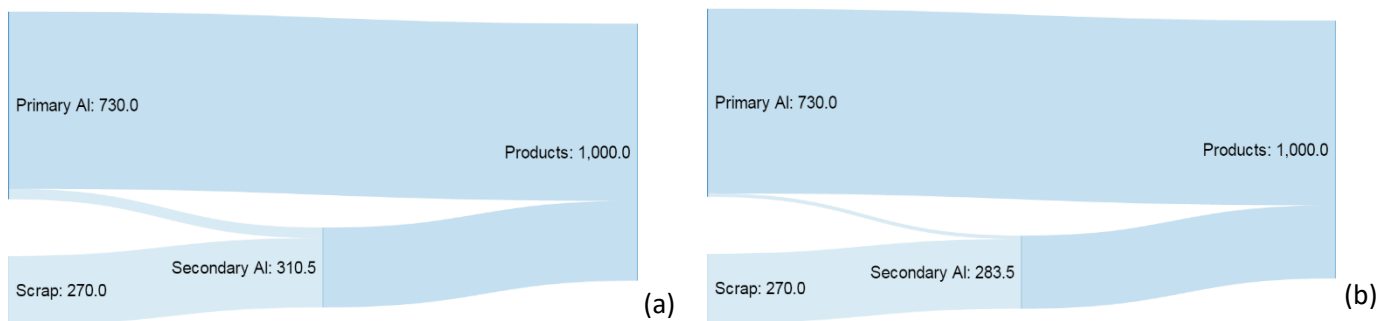 Primary Al: 730.0
Products: 1,000.0
Secondary Al: 310.5
Scrap: 270.0
(a)
Primary Al: 730.0
Products: 1,000.0
Secondary Al: 283.5
Scrap: 270.0
(b)